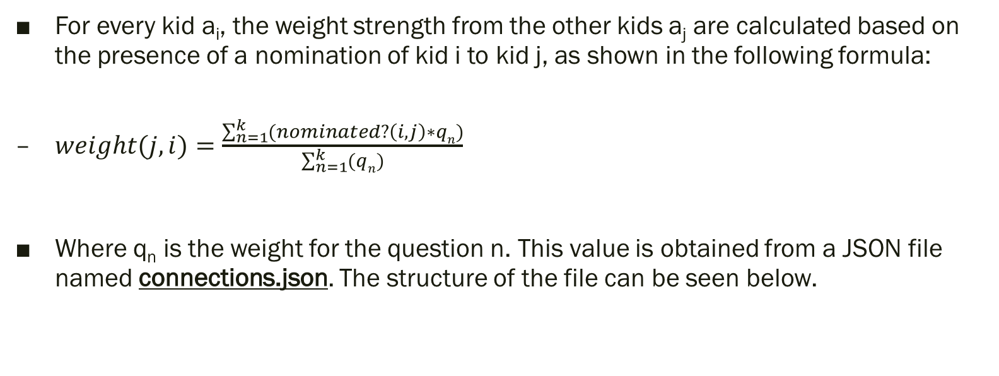 ■ For every kid aᵢ, the weight strength from the other kids aⱼ are calculated based on
the presence of a nomination of kid i to kid j, as shown in the following formula:
– weight(j, i) = \frac{\sum_{n=1}^{k}(nominated?(i,j)*q_n)}{\sum_{n=1}^{k}(q_n)}
■ Where qₙ is the weight for the question n. This value is obtained from a JSON file
named connections.json. The structure of the file can be seen below.